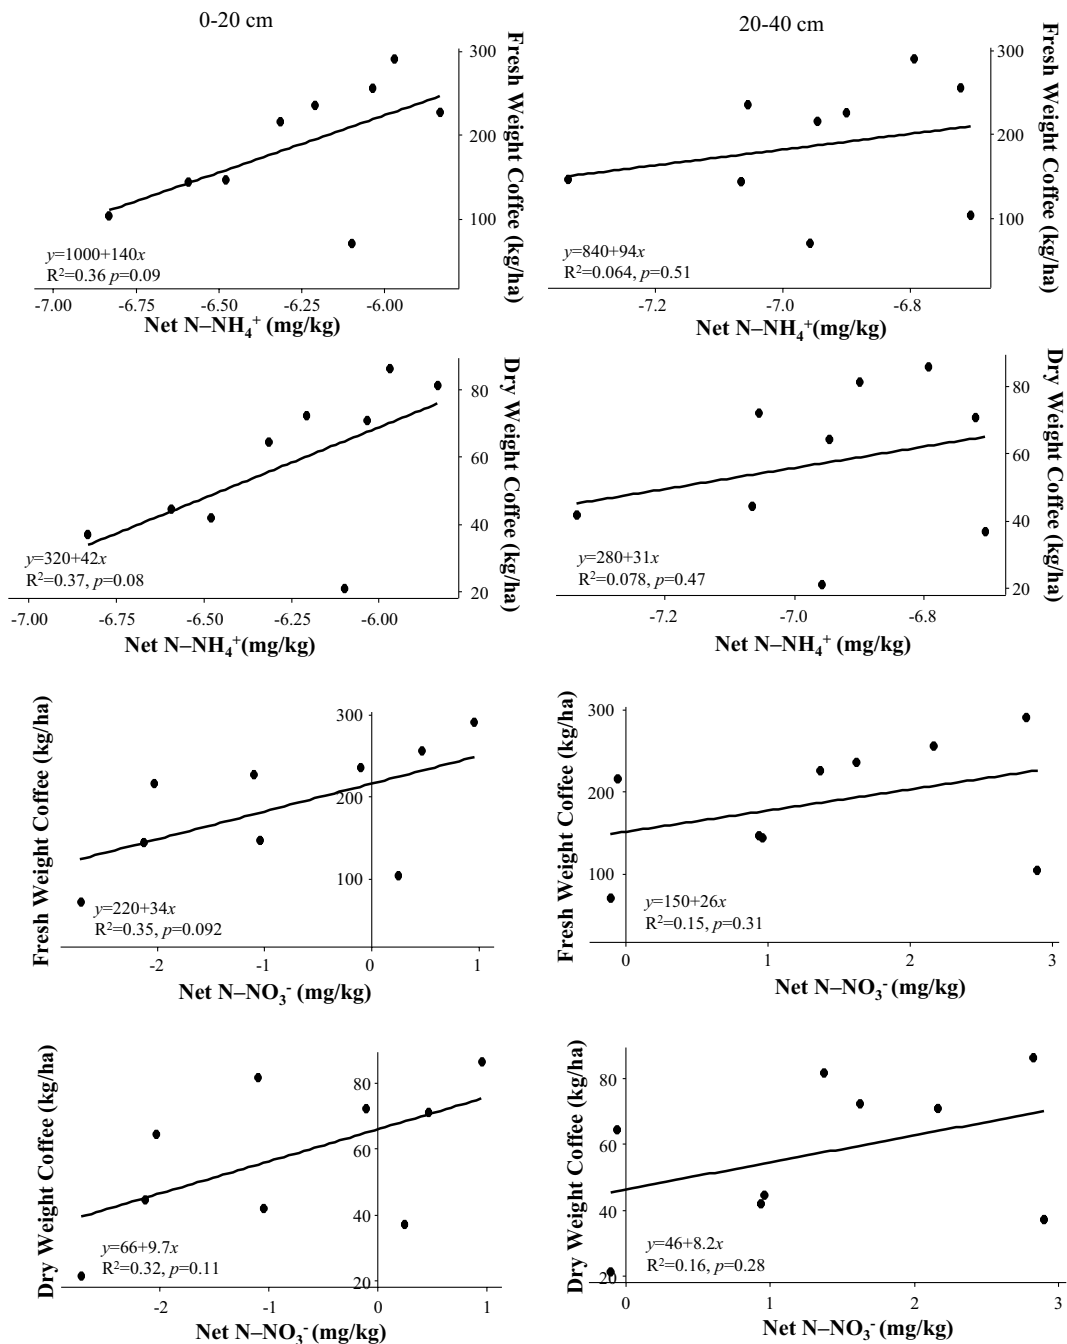 0-20 cm
20-40 cm
300
200
100
Fresh Weight Coffee (kg/ha)
y=1000+140x
R²=0.36 p=0.09
-7.00 -6.75 -6.50 -6.25 -6.00
Net N–NH₄⁺ (mg/kg)
300
200
100
Fresh Weight Coffee (kg/ha)
y=840+94x
R²=0.064, p=0.51
-7.2 -7.0 -6.8
Net N–NH₄⁺(mg/kg)
80
60
40
20
Dry Weight Coffee (kg/ha)
y=320+42x
R²=0.37, p=0.08
-7.00 -6.75 -6.50 -6.25 -6.00
Net N–NH₄⁺(mg/kg)
80
60
40
20
Dry Weight Coffee (kg/ha)
y=280+31x
R²=0.078, p=0.47
-7.2 -7.0 -6.8
Net N–NH₄⁺ (mg/kg)
Fresh Weight Coffee (kg/ha)
300
200
100
y=220+34x
R²=0.35, p=0.092
-2 -1 0 1
Net N–NO₃⁻ (mg/kg)
Fresh Weight Coffee (kg/ha)
300
200
100
y=150+26x
R²=0.15, p=0.31
0 1 2 3
Net N–NO₃⁻ (mg/kg)
Dry Weight Coffee (kg/ha)
80
60
40
20
y=66+9.7x
R²=0.32, p=0.11
-2 -1 0 1
Net N–NO₃⁻ (mg/kg)
Dry Weight Coffee (kg/ha)
80
60
40
20
y=46+8.2x
R²=0.16, p=0.28
0 1 2 3
Net N–NO₃⁻ (mg/kg)